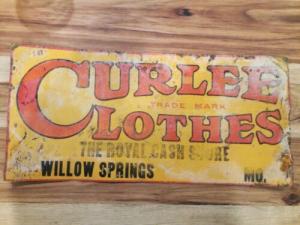 CURLEE
TRADE MARK
CLOTHES
THE ROYAL CASH STORE
WILLOW SPRINGS MO.